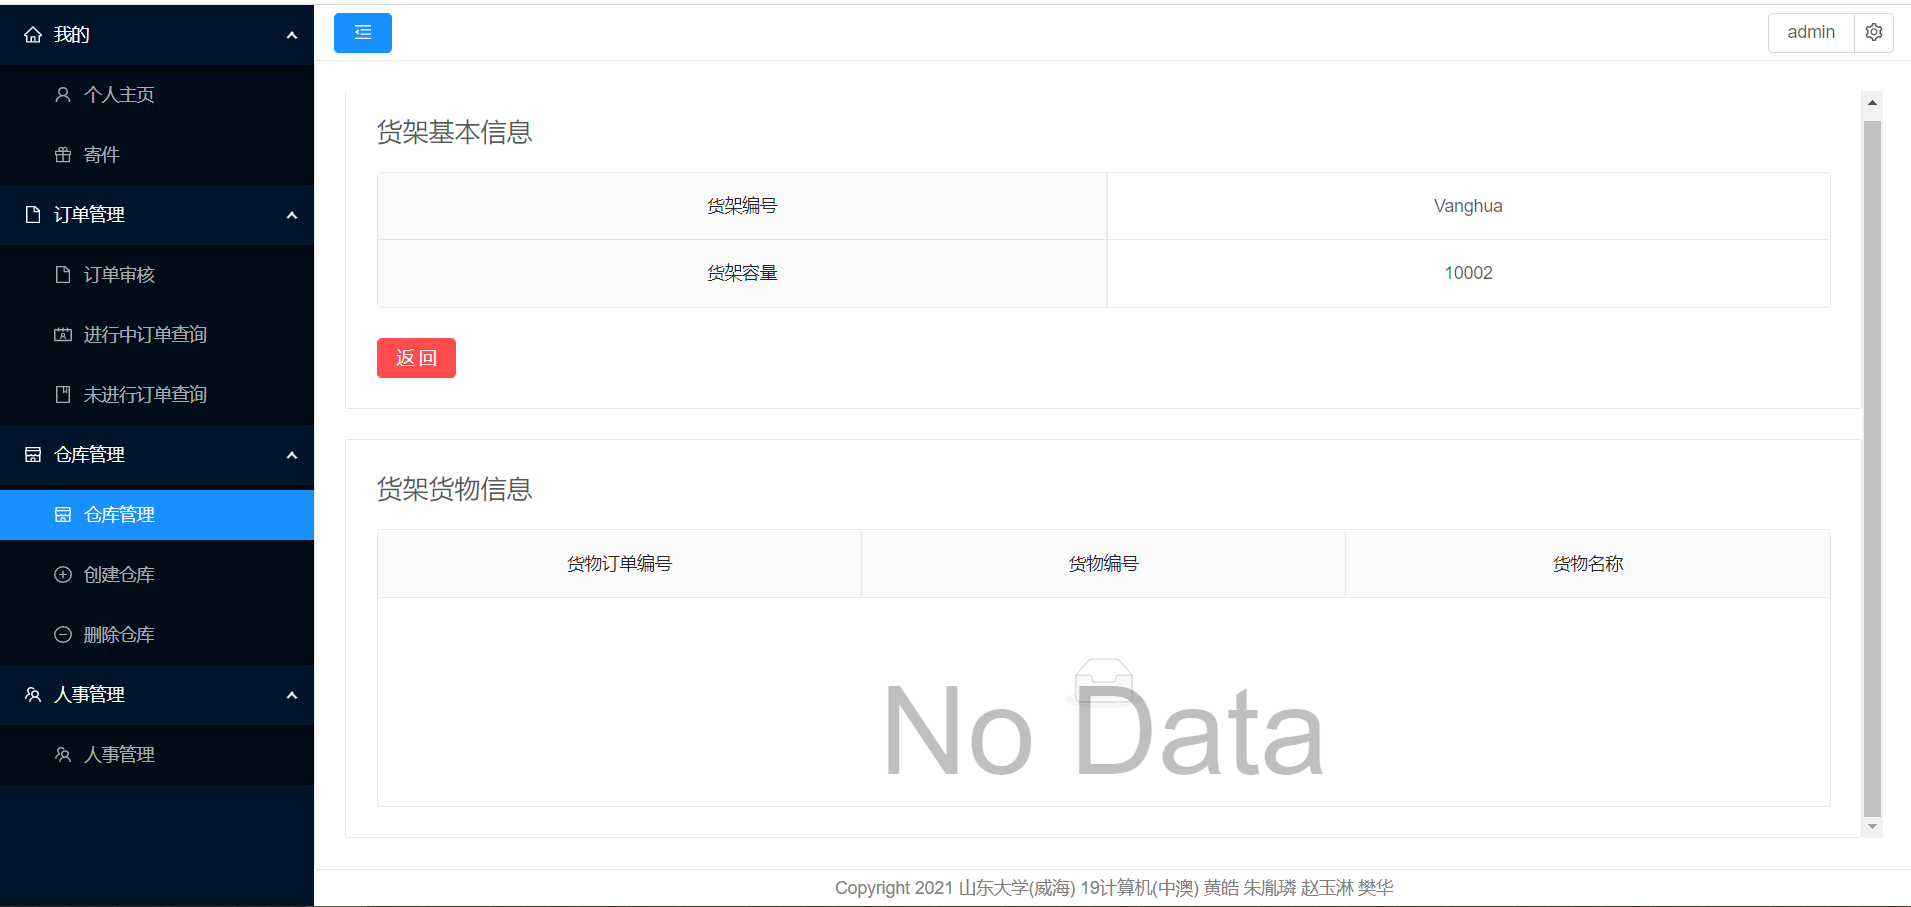 我的
个人主页
寄件
订单管理
订单审核
进行中订单查询
未进行订单查询
仓库管理
仓库管理
创建仓库
删除仓库
人事管理
人事管理
admin
货架基本信息
货架编号 Vanghua
货架容量 10002
返 回
货架货物信息
货物订单编号 货物编号 货物名称
No Data
Copyright 2021 山东大学(威海) 19计算机(中澳) 黄皓 朱胤璘 赵玉淋 樊华